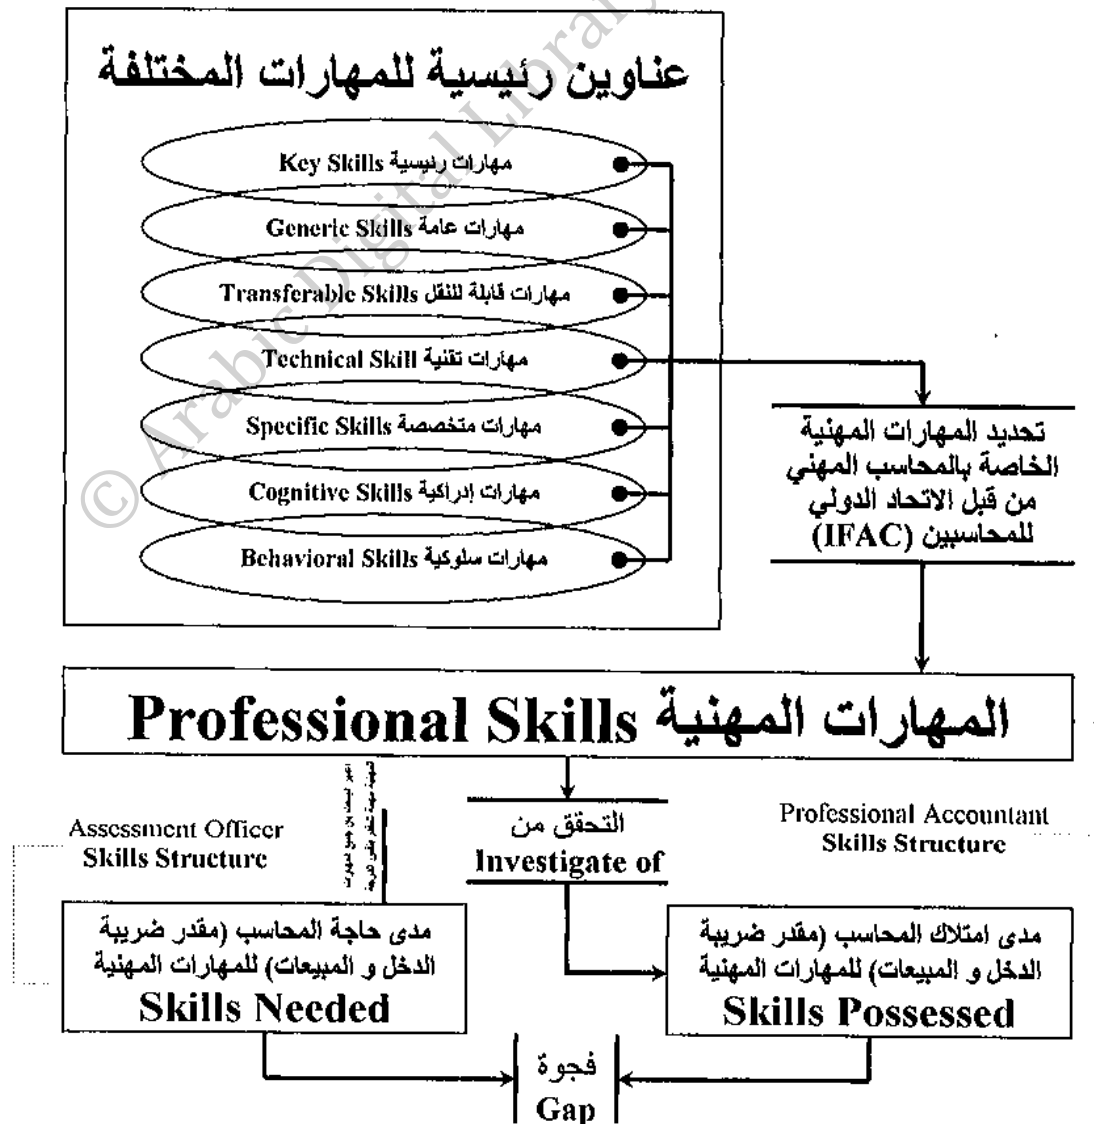 عناوين رئيسية للمهارات المختلفة
مهارات رئيسية Key Skills
مهارات عامة Generic Skills
مهارات قابلة للنقل Transferable Skills
مهارات تقنية Technical Skill
مهارات متخصصة Specific Skills
مهارات إدراكية Cognitive Skills
مهارات سلوكية Behavioral Skills
© Arabic Digital Library
تحديد المهارات المهنية
الخاصة بالمحاسب المهني
من قبل الاتحاد الدولي
للمحاسبين (IFAC)
المهارات المهنية Professional Skills
Assessment Officer
Skills Structure
التحقق من
Investigate of
Professional Accountant
Skills Structure
مدى حاجة المحاسب (مقدر ضريبة
الدخل و المبيعات) للمهارات المهنية
Skills Needed
مدى امتلاك المحاسب (مقدر ضريبة
الدخل و المبيعات) للمهارات المهنية
Skills Possessed
فجوة
Gap